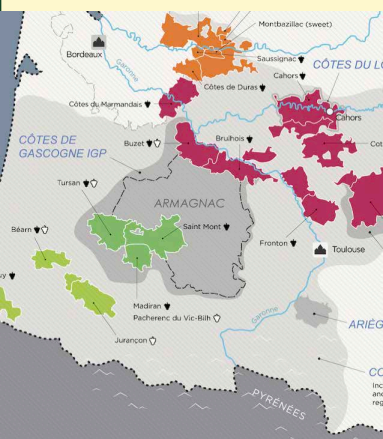 Montbazillac (sweet)
Bordeaux
Saussignac
CÔTES DU LO
Garonne
Cahors
Côtes de Duras
Côtes du Marmandais
Cahors
CÔTES DE
GASCOGNE IGP
Buzet
Brulhois
Cot
Tursan
ARMAGNAC
Béarn
Saint Mont
Fronton
Toulouse
uy
Madiran
Pacherenc du Vic-Bilh
Garonne
ARIÈG
Jurançon
CO
Inc
and
reg
PYRÉNÉES